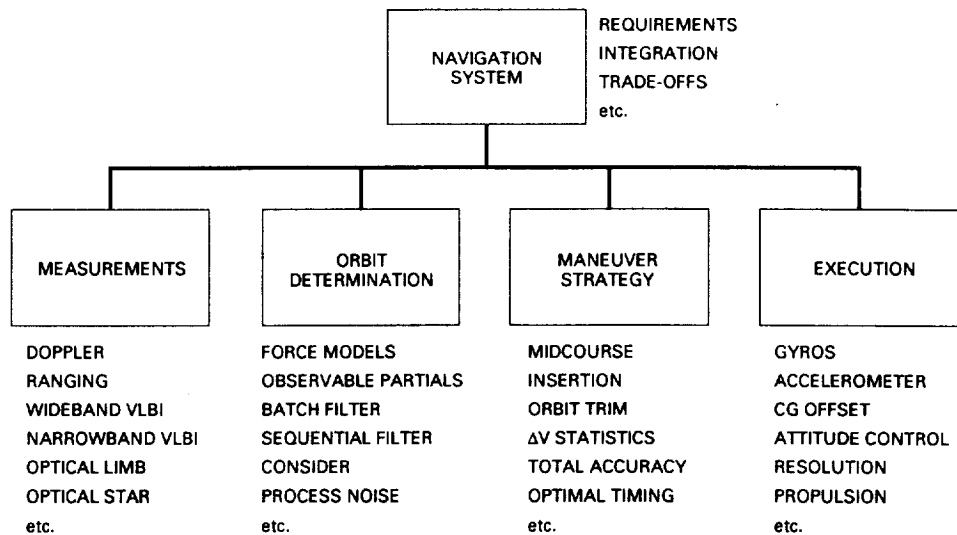 NAVIGATION
SYSTEM
REQUIREMENTS
INTEGRATION
TRADE-OFFS
etc.
MEASUREMENTS
DOPPLER
RANGING
WIDEBAND VLBI
NARROWBAND VLBI
OPTICAL LIMB
OPTICAL STAR
etc.
ORBIT
DETERMINATION
FORCE MODELS
OBSERVABLE PARTIALS
BATCH FILTER
SEQUENTIAL FILTER
CONSIDER
PROCESS NOISE
etc.
MANEUVER
STRATEGY
MIDCOURSE
INSERTION
ORBIT TRIM
ΔV STATISTICS
TOTAL ACCURACY
OPTIMAL TIMING
etc.
EXECUTION
GYROS
ACCELEROMETER
CG OFFSET
ATTITUDE CONTROL
RESOLUTION
PROPULSION
etc.